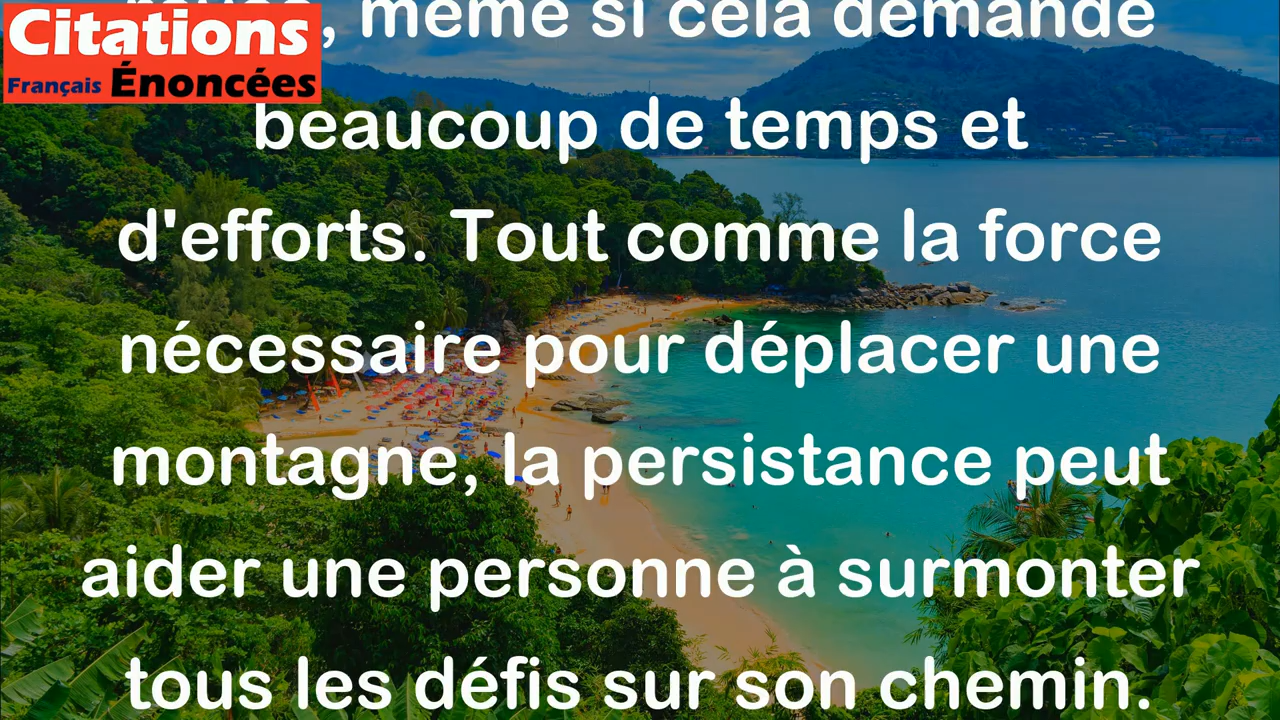 Citations
Français Énoncées
, même si cela demande
beaucoup de temps et
d'efforts. Tout comme la force
nécessaire pour déplacer une
montagne, la persistance peut
aider une personne à surmonter
tous les défis sur son chemin.